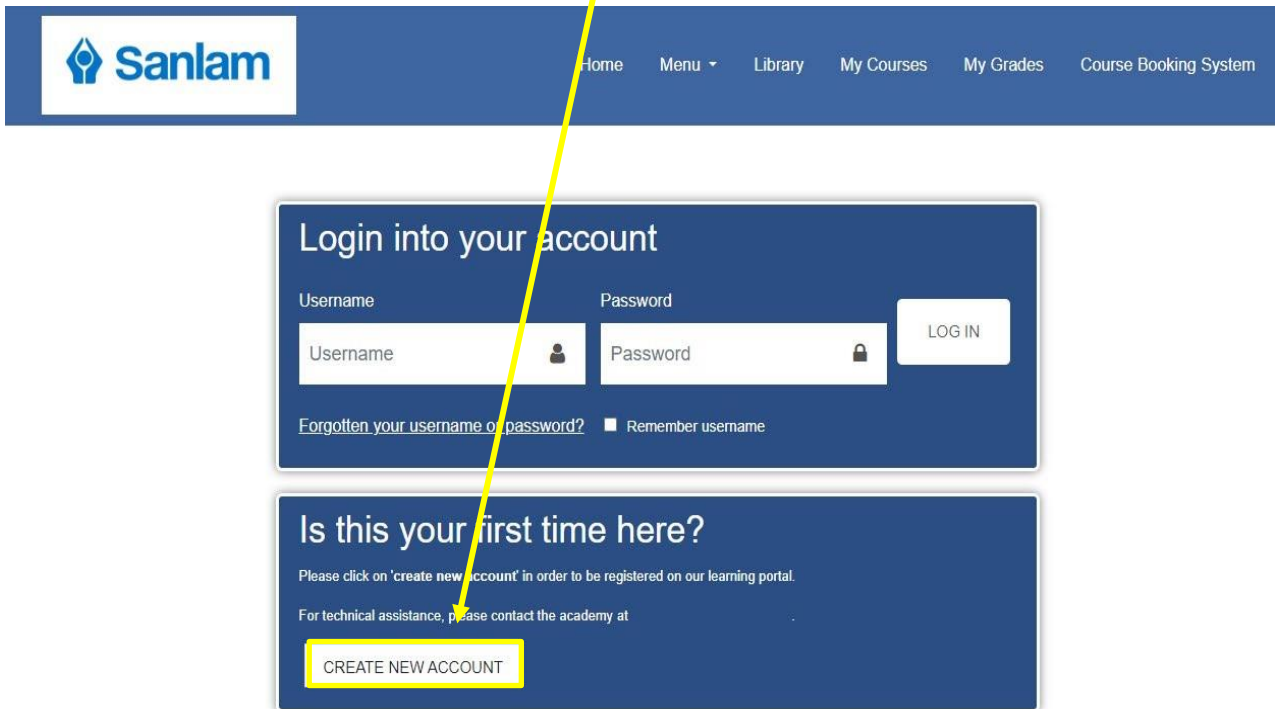 Sanlam
Home Menu Library My Courses My Grades Course Booking System
Login into your account
Username Password
Username Password LOG IN
Forgotten your username or password? Remember username
Is this your first time here?
Please click on 'create new account' in order to be registered on our learning portal.
For technical assistance, please contact the academy at .
CREATE NEW ACCOUNT